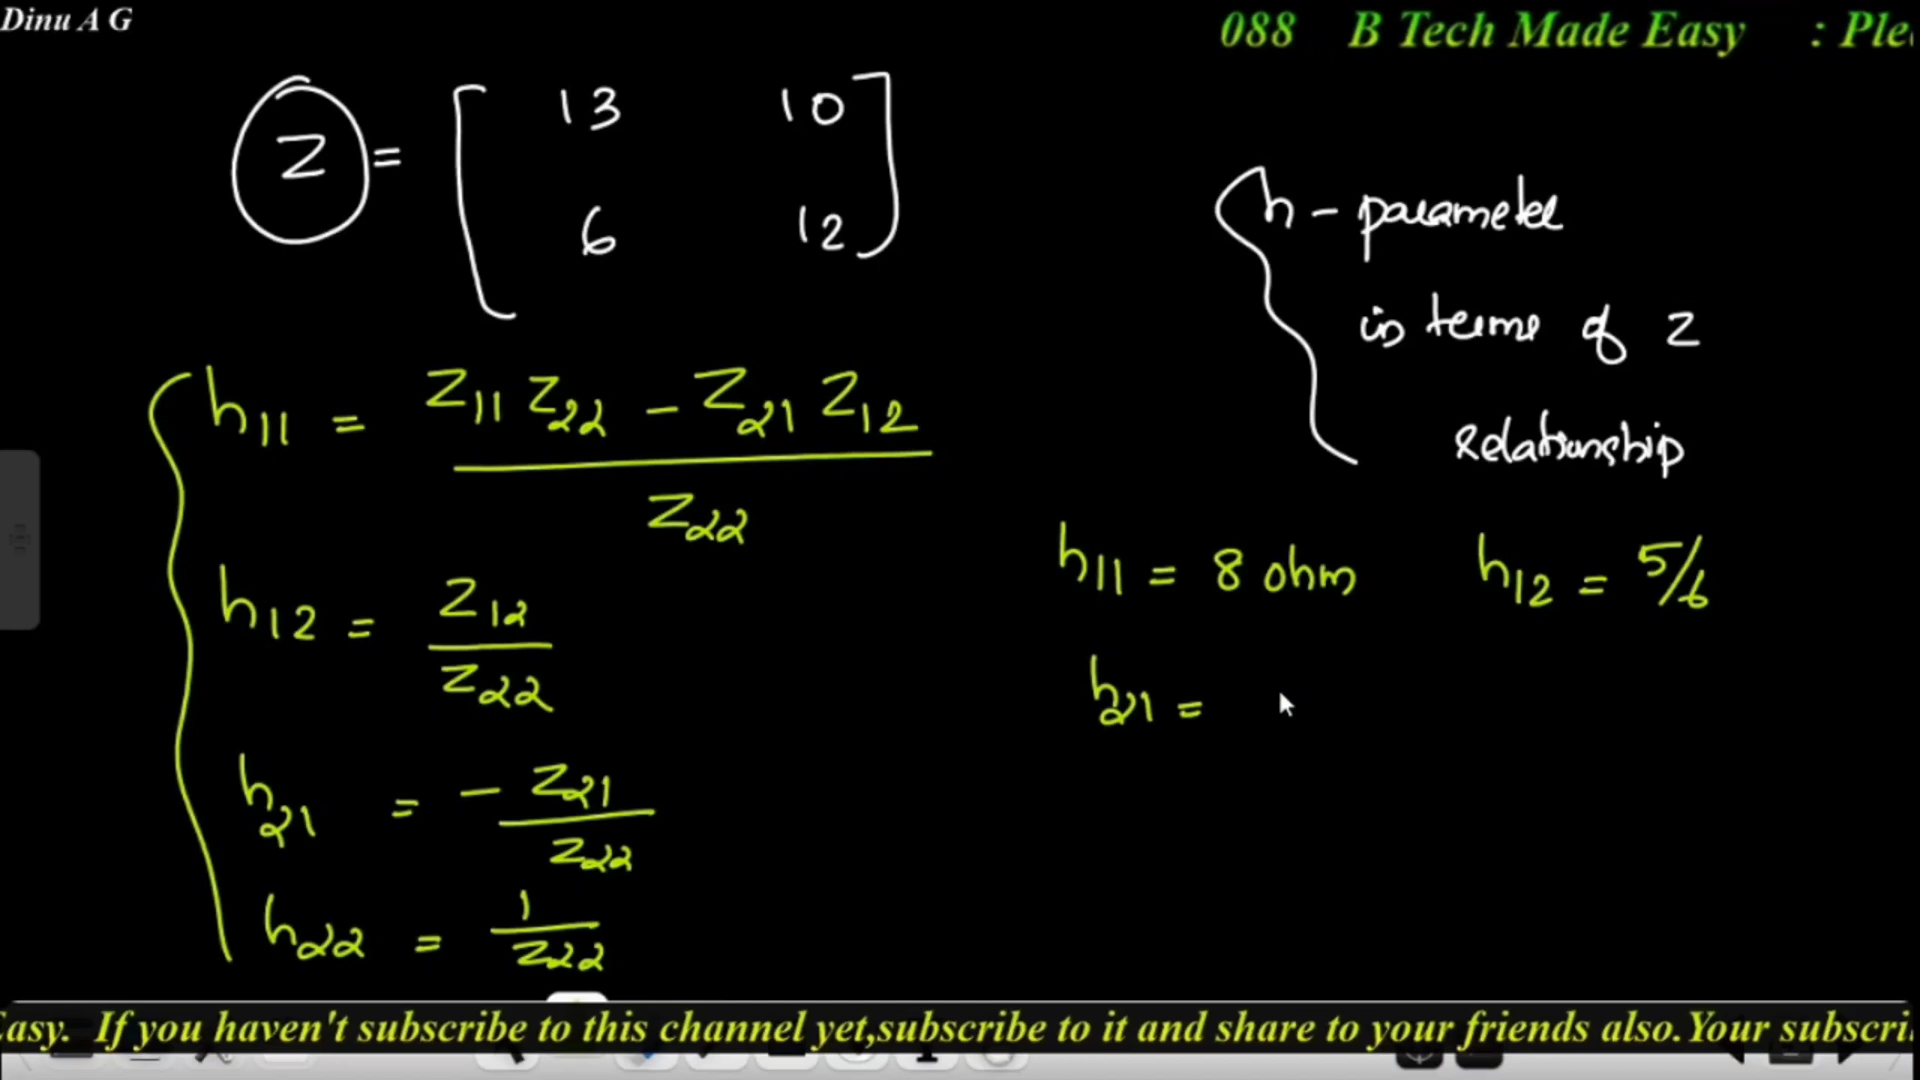 Dinu A G
088 B Tech Made Easy : Ple
Z = [ 13 10
6 12 ]
h - parameter
in terms of Z
relationship
h11 = Z11 Z22 - Z21 Z12
Z22
h11 = 8 ohm h12 = 5/6
h12 = Z12
Z22
h21 =
h21 = - Z21
Z22
h22 = 1
Z22
Easy. If you haven't subscribe to this channel yet,subscribe to it and share to your friends also.Your subscri